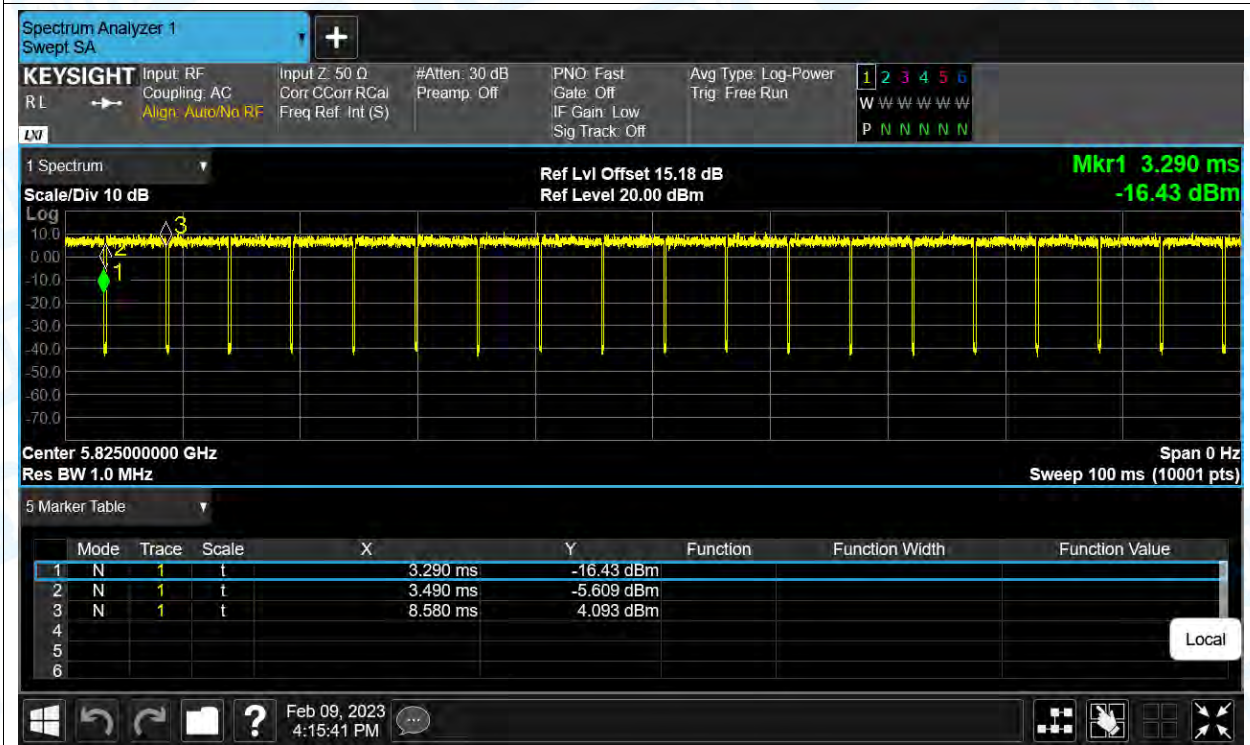 Spectrum Analyzer 1
Swept SA
+
KEYSIGHT Input: RF Input Z: 50 Ω #Atten: 30 dB PNO: Fast Avg Type: Log-Power 1 2 3 4 5 6
R L Coupling: AC Corr CCorr RCal Preamp: Off Gate: Off Trig: Free Run W W W W W W
Align: Auto/No RF Freq Ref: Int (S) IF Gain: Low
LXI Sig Track: Off P N N N N N
1 Spectrum Ref Lvl Offset 15.18 dB Mkr1 3.290 ms
Scale/Div 10 dB Ref Level 20.00 dBm -16.43 dBm
Log
10.0
0.00
-10.0
-20.0
-30.0
-40.0
-50.0
-60.0
-70.0
3
2
1
Center 5.825000000 GHz Span 0 Hz
Res BW 1.0 MHz Sweep 100 ms (10001 pts)
5 Marker Table
Mode Trace Scale X Y Function Function Width Function Value
1 N 1 t 3.290 ms -16.43 dBm
2 N 1 t 3.490 ms -5.609 dBm
3 N 1 t 8.580 ms 4.093 dBm
4
5
6
Local
? Feb 09, 2023
4:15:41 PM